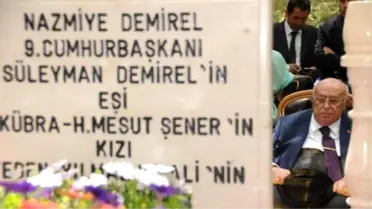 NAZMİYE DEMİREL
9.CUMHURBAŞKANI
SÜLEYMAN DEMİREL'İN
EŞİ
KÜBRA-H.MESUT ŞENER'İN
KIZI